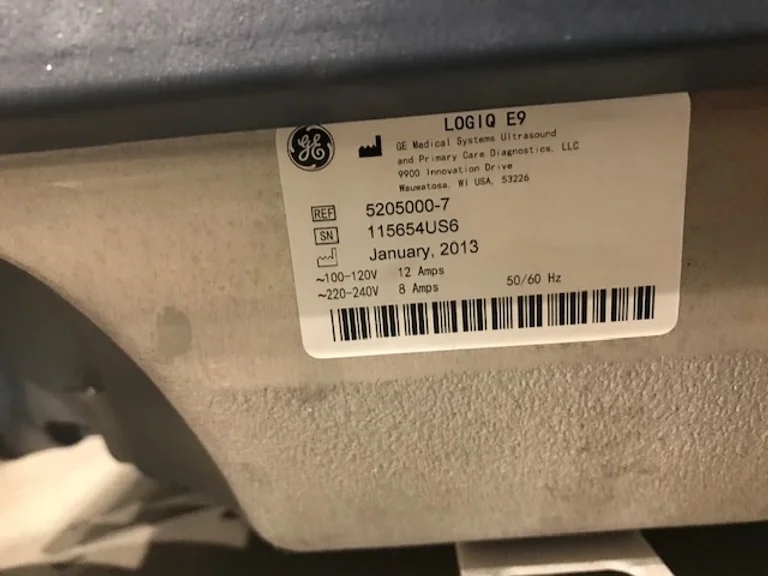 GE
LOGIQ E9
GE Medical Systems Ultrasound
and Primary Care Diagnostics, LLC
9900 Innovation Drive
Wauwatosa, WI USA, 53226
REF 5205000-7
SN 115654US6
January, 2013
~100-120V 12 Amps
~220-240V 8 Amps 50/60 Hz